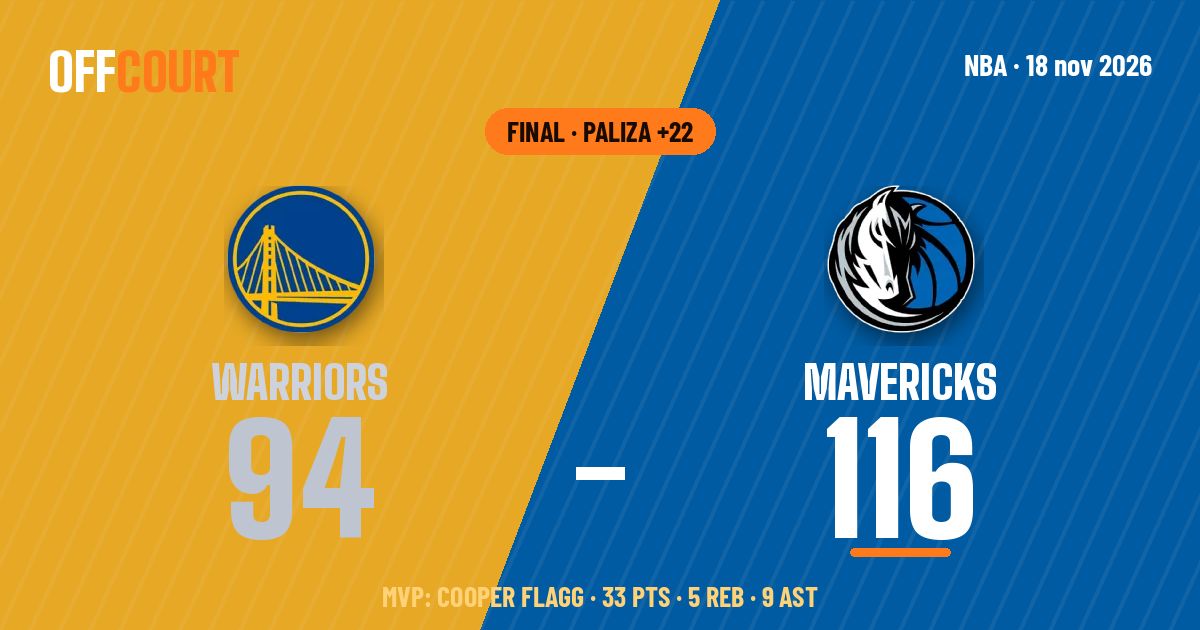 OFFCOURT
NBA · 18 nov 2026
FINAL · PALIZA +22
WARRIORS
MAVERICKS
94
–
116
MVP: COOPER FLAGG · 33 PTS · 5 REB · 9 AST